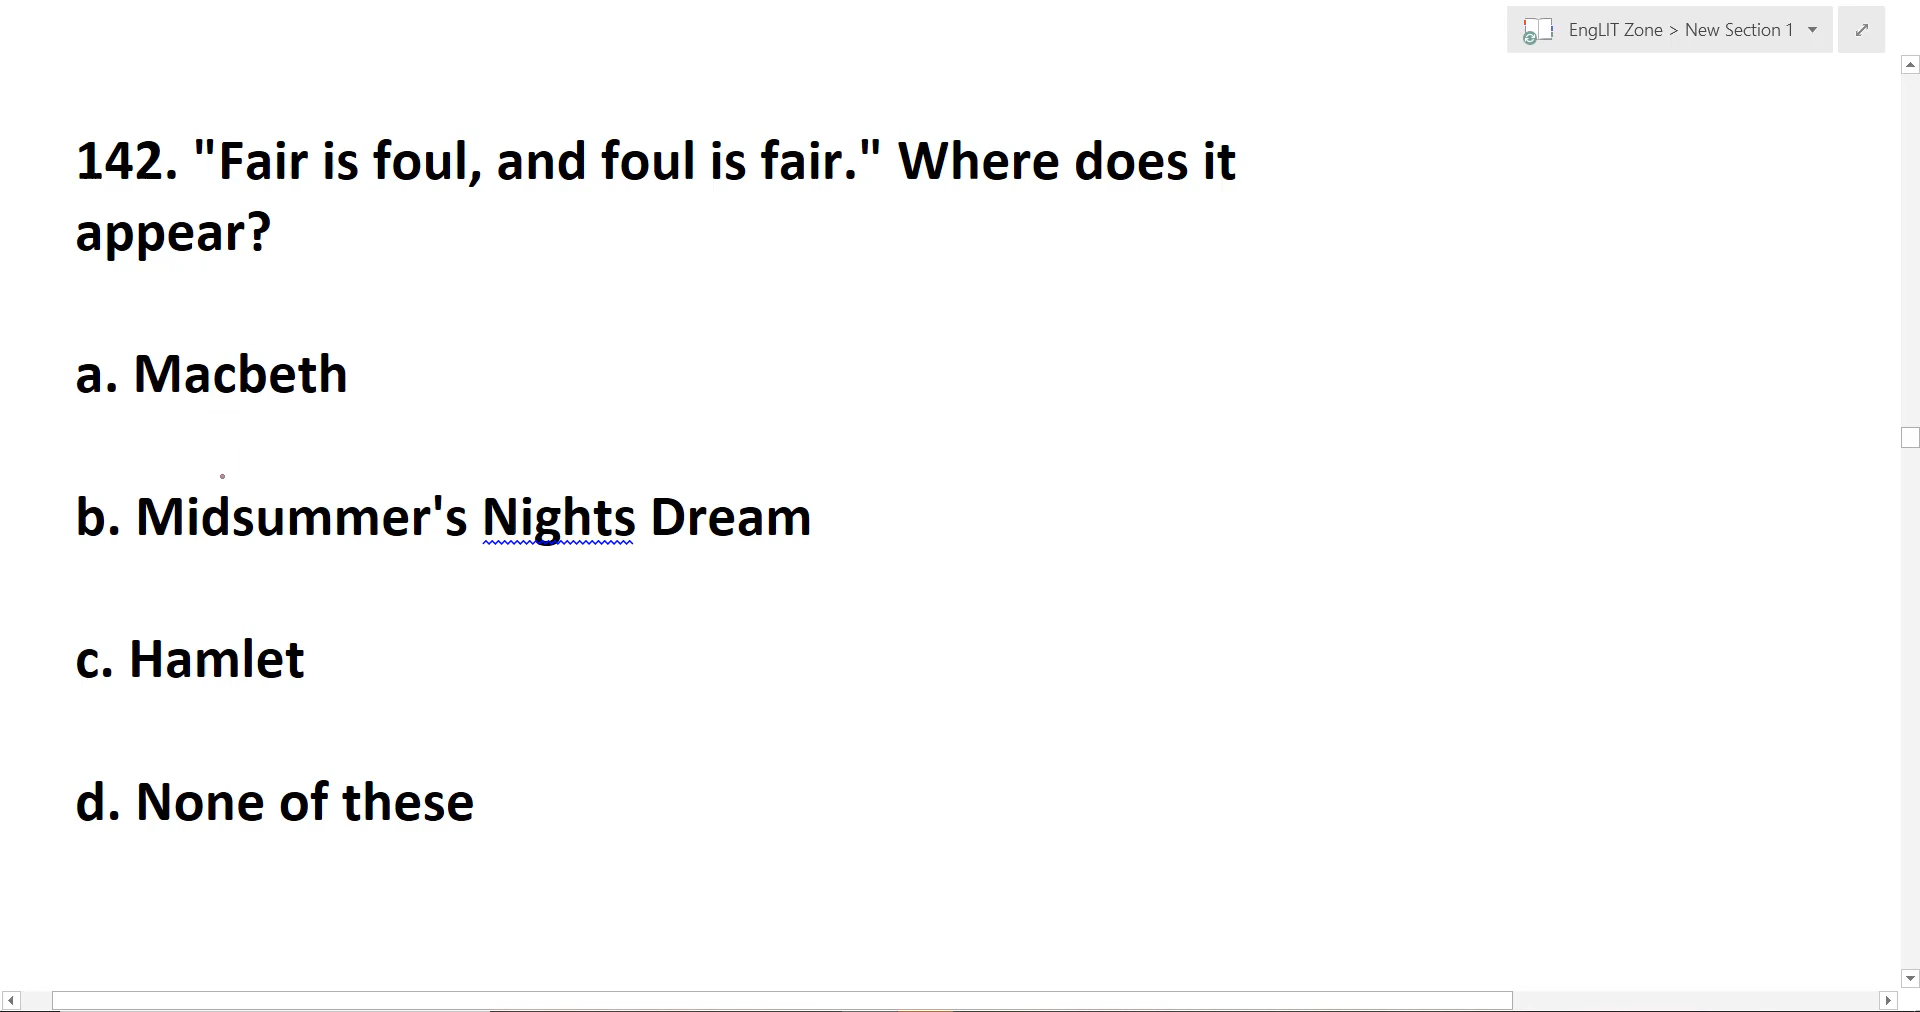 EngLIT Zone > New Section 1
142. "Fair is foul, and foul is fair." Where does it
appear?
a. Macbeth
b. Midsummer's Nights Dream
c. Hamlet
d. None of these